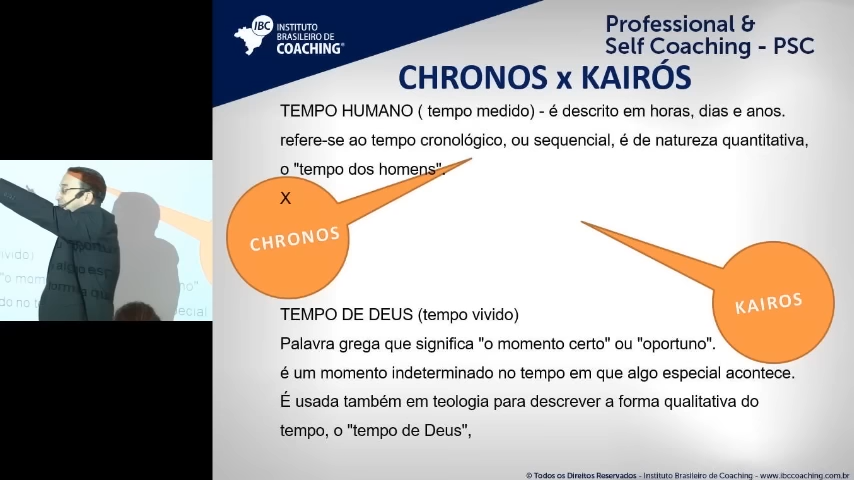 IBC
INSTITUTO
BRASILEIRO DE
COACHING®
Professional &
Self Coaching - PSC
CHRONOS x KAIRÓS
TEMPO HUMANO ( tempo medido) - é descrito em horas, dias e anos.
refere-se ao tempo cronológico, ou sequencial, é de natureza quantitativa,
o "tempo dos homens".
X
CHRONOS
KAIROS
TEMPO DE DEUS (tempo vivido)
Palavra grega que significa "o momento certo" ou "oportuno".
é um momento indeterminado no tempo em que algo especial acontece.
É usada também em teologia para descrever a forma qualitativa do
tempo, o "tempo de Deus",
© Todos os Direitos Reservados - Instituto Brasileiro de Coaching - www.ibccoaching.com.br